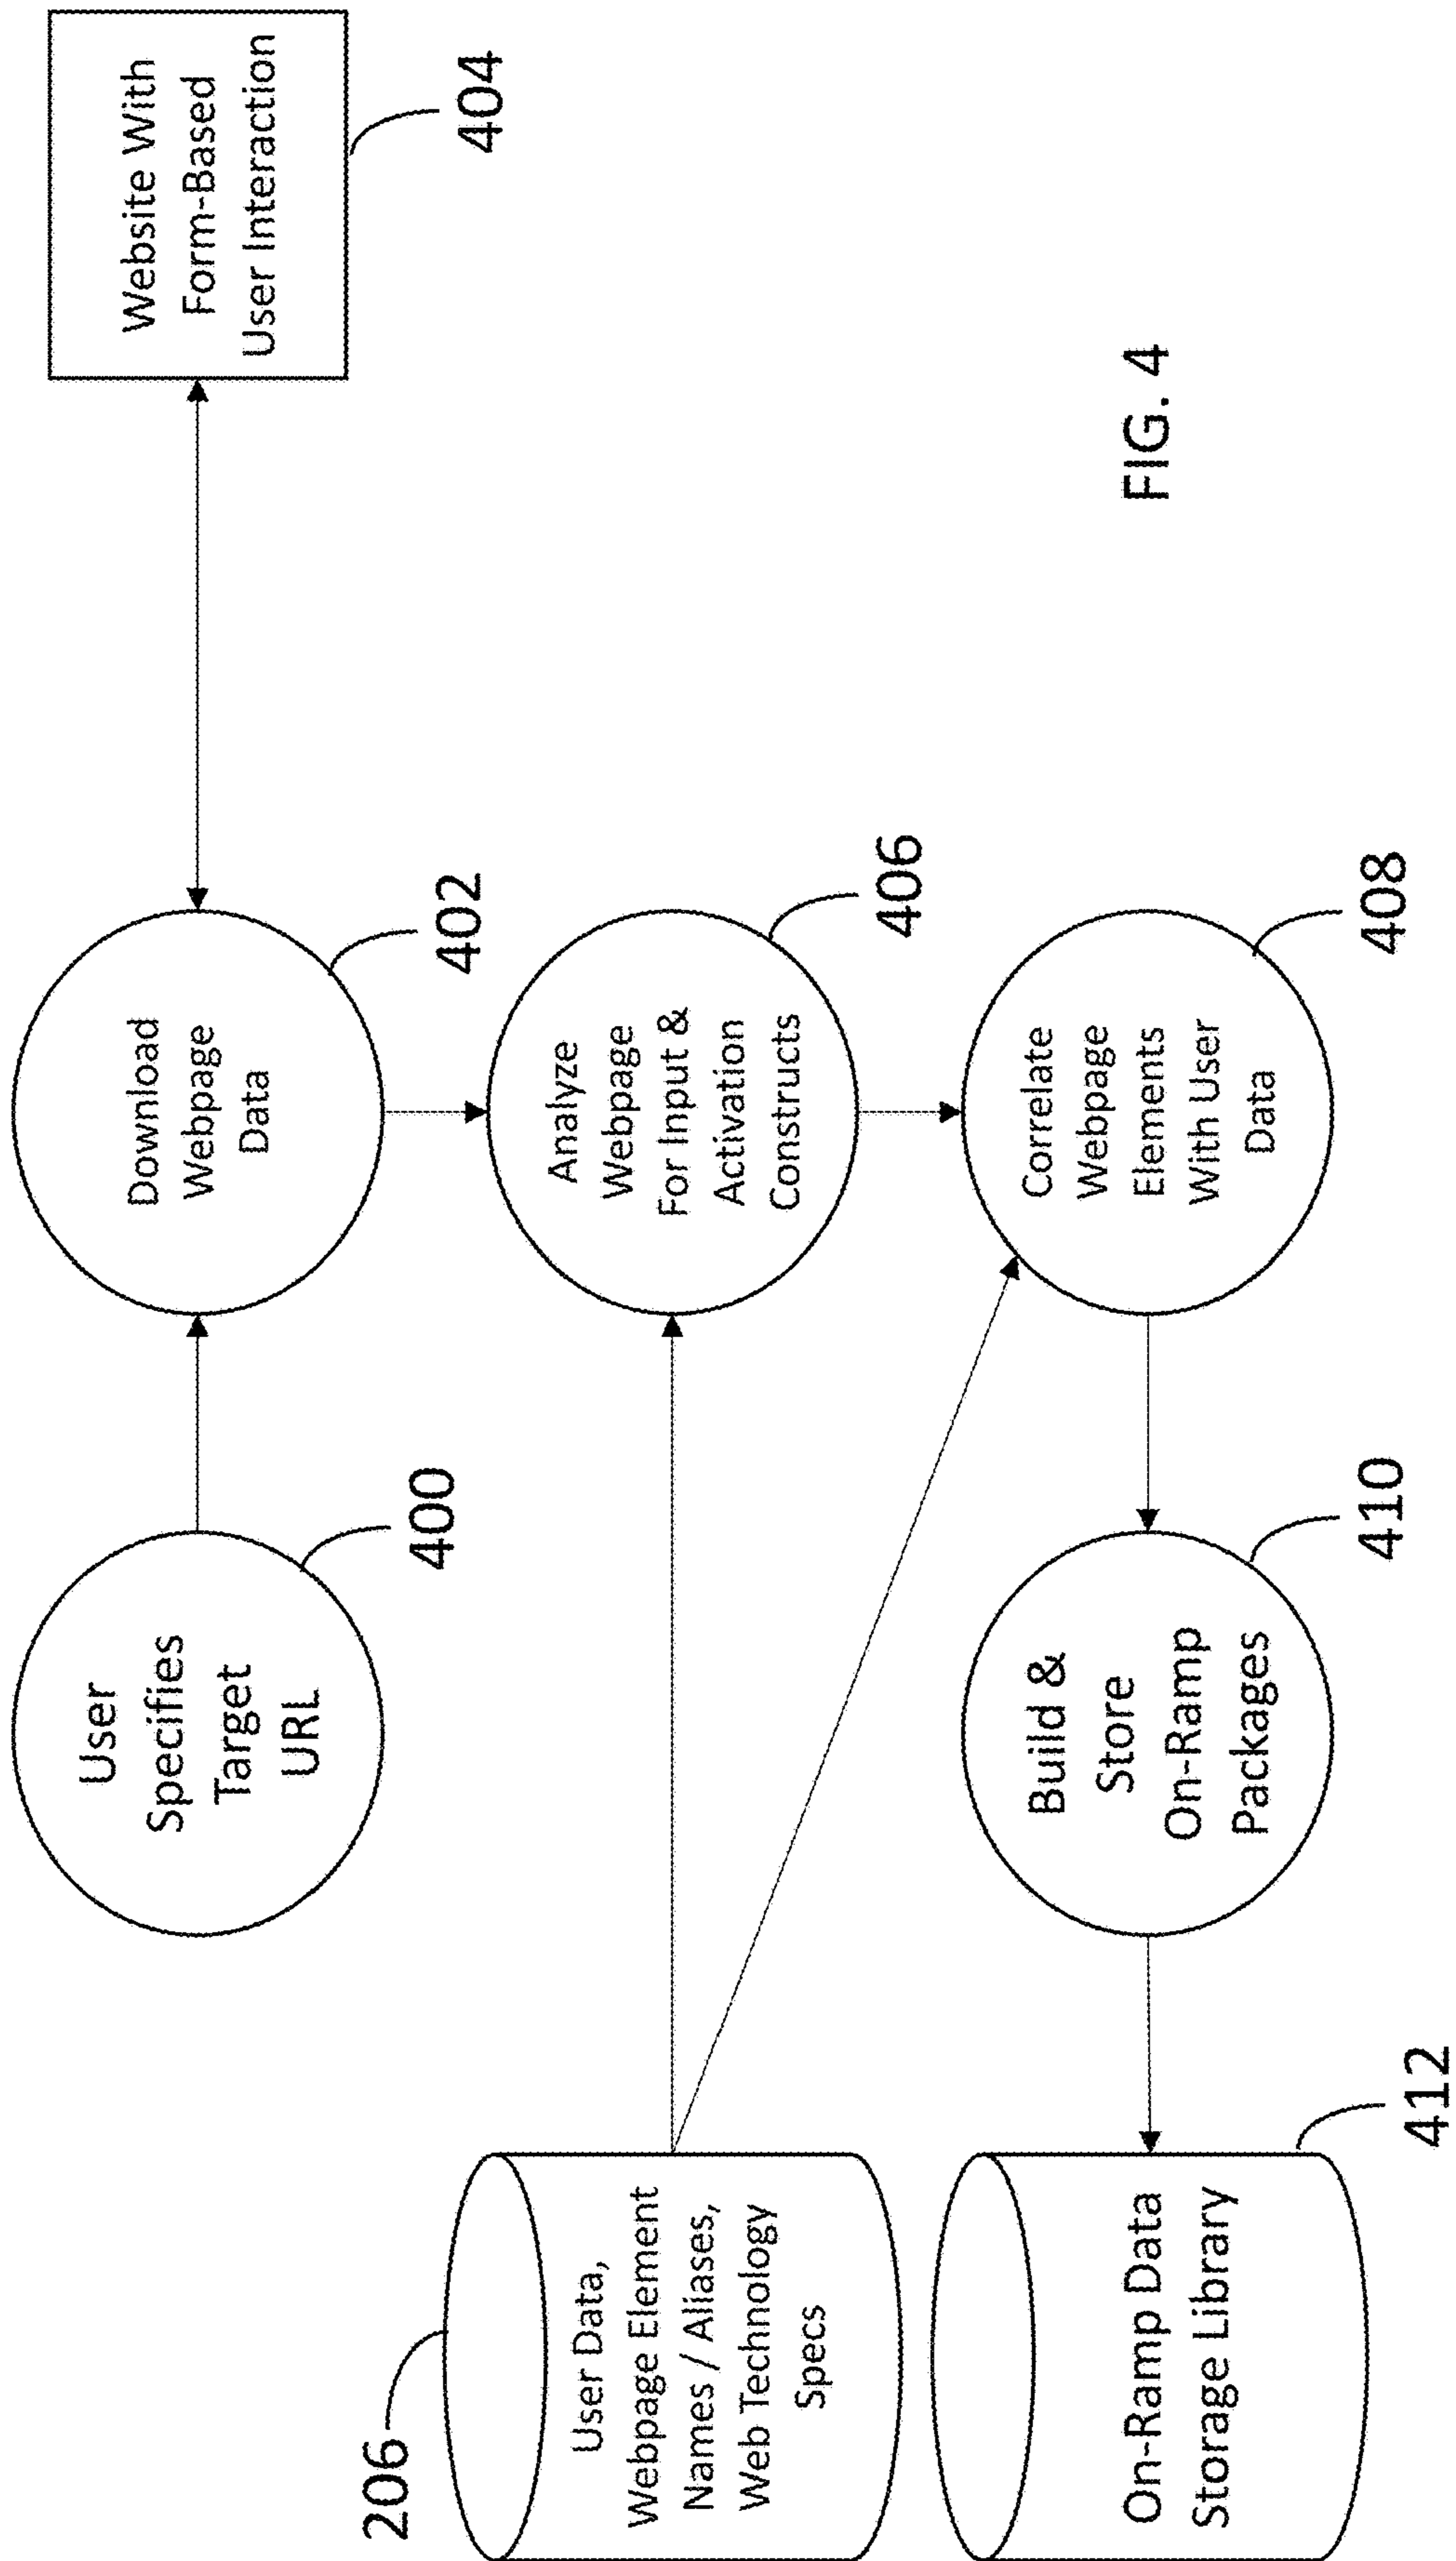 User
Specifies
Target
URL
400
Download
Webpage
Data
402
Website With
Form-Based
User Interaction
404
206
User Data,
Webpage Element
Names / Aliases,
Web Technology
Specs
Analyze
Webpage
For Input &
Activation
Constructs
406
On-Ramp Data
Storage Library
412
Build &
Store
On-Ramp
Packages
410
Correlate
Webpage
Elements
With User
Data
408
FIG. 4